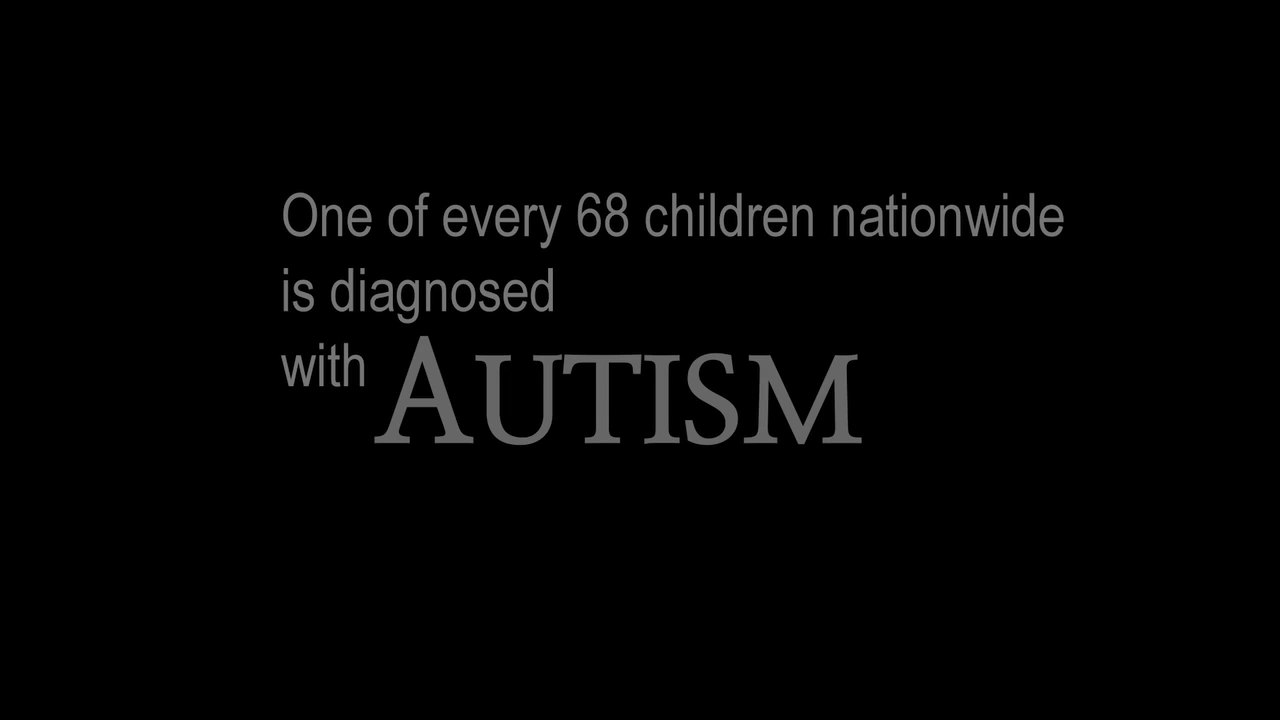 One of every 68 children nationwide
is diagnosed
with AUTISM